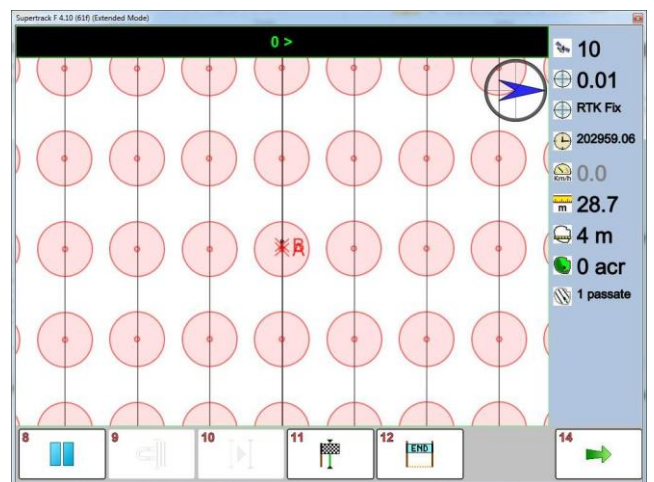 Supertrack F 4.10 (61f) (Extended Mode)
0 >
10
0.01
RTK Fix
202959.06
Km/h 0.0
m 28.7
4 m
0 acr
1 passate
B
A
8
9
10
11
12
END
14